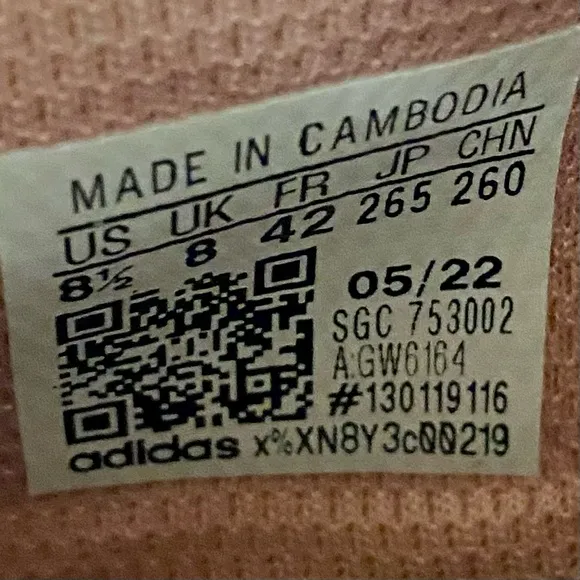 MADE IN CAMBODIA
US UK FR JP CHN
8½ 8 42 265 260
05/22
SGC 753002
A:GW6164
#130119116
adidas x%XN8Y3c00219